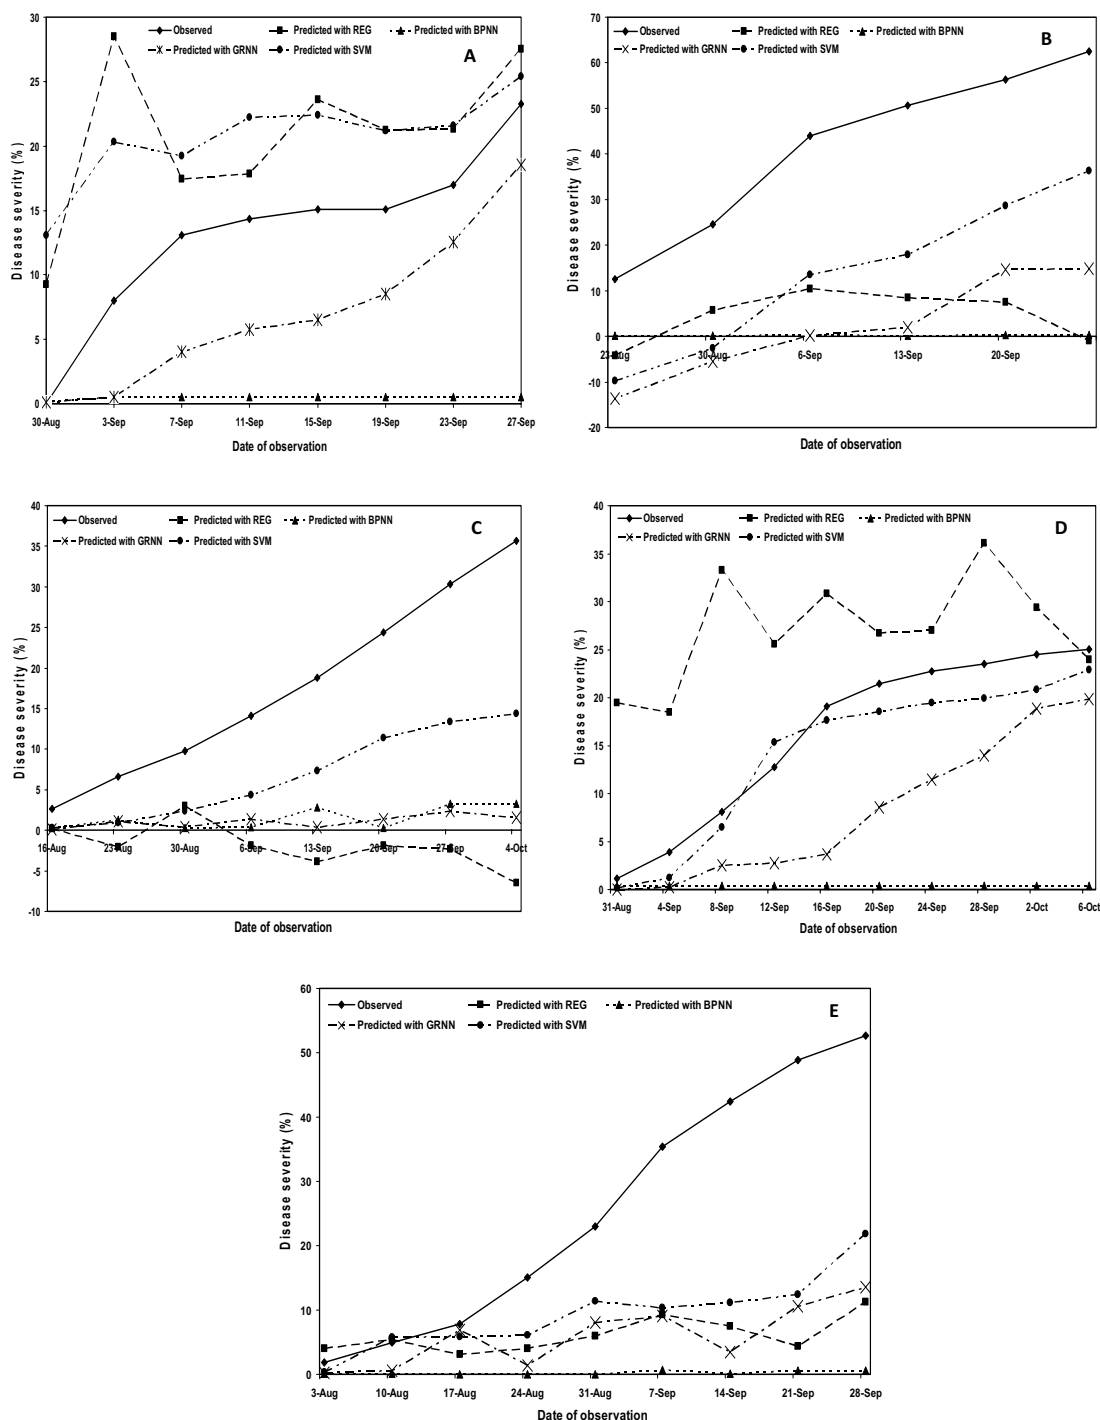 Observed Predicted with REG Predicted with BPNN
Predicted with GRNN Predicted with SVM
A
30
25
20
15
10
5
0
Disease severity (%)
30-Aug 3-Sep 7-Sep 11-Sep 15-Sep 19-Sep 23-Sep 27-Sep
Date of observation
Observed Predicted with REG Predicted with BPNN
Predicted with GRNN Predicted with SVM
B
70
60
50
40
30
20
10
0
-10
-20
Disease severity (%)
23-Aug 30-Aug 6-Sep 13-Sep 20-Sep
Date of observation
Observed Predicted with REG Predicted with BPNN
Predicted with GRNN Predicted with SVM
C
40
35
30
25
20
15
10
5
0
-5
-10
Disease severity (%)
16-Aug 23-Aug 30-Aug 6-Sep 13-Sep 20-Sep 27-Sep 4-Oct
Date of observation
Observed Predicted with REG Predicted with BPNN
Predicted with GRNN Predicted with SVM
D
40
35
30
25
20
15
10
5
0
Disease severity (%)
31-Aug 4-Sep 8-Sep 12-Sep 16-Sep 20-Sep 24-Sep 28-Sep 2-Oct 6-Oct
Date of observation
Observed Predicted with REG Predicted with BPNN
Predicted with GRNN Predicted with SVM
E
60
50
40
30
20
10
0
Disease severity (%)
3-Aug 10-Aug 17-Aug 24-Aug 31-Aug 7-Sep 14-Sep 21-Sep 28-Sep
Date of observation